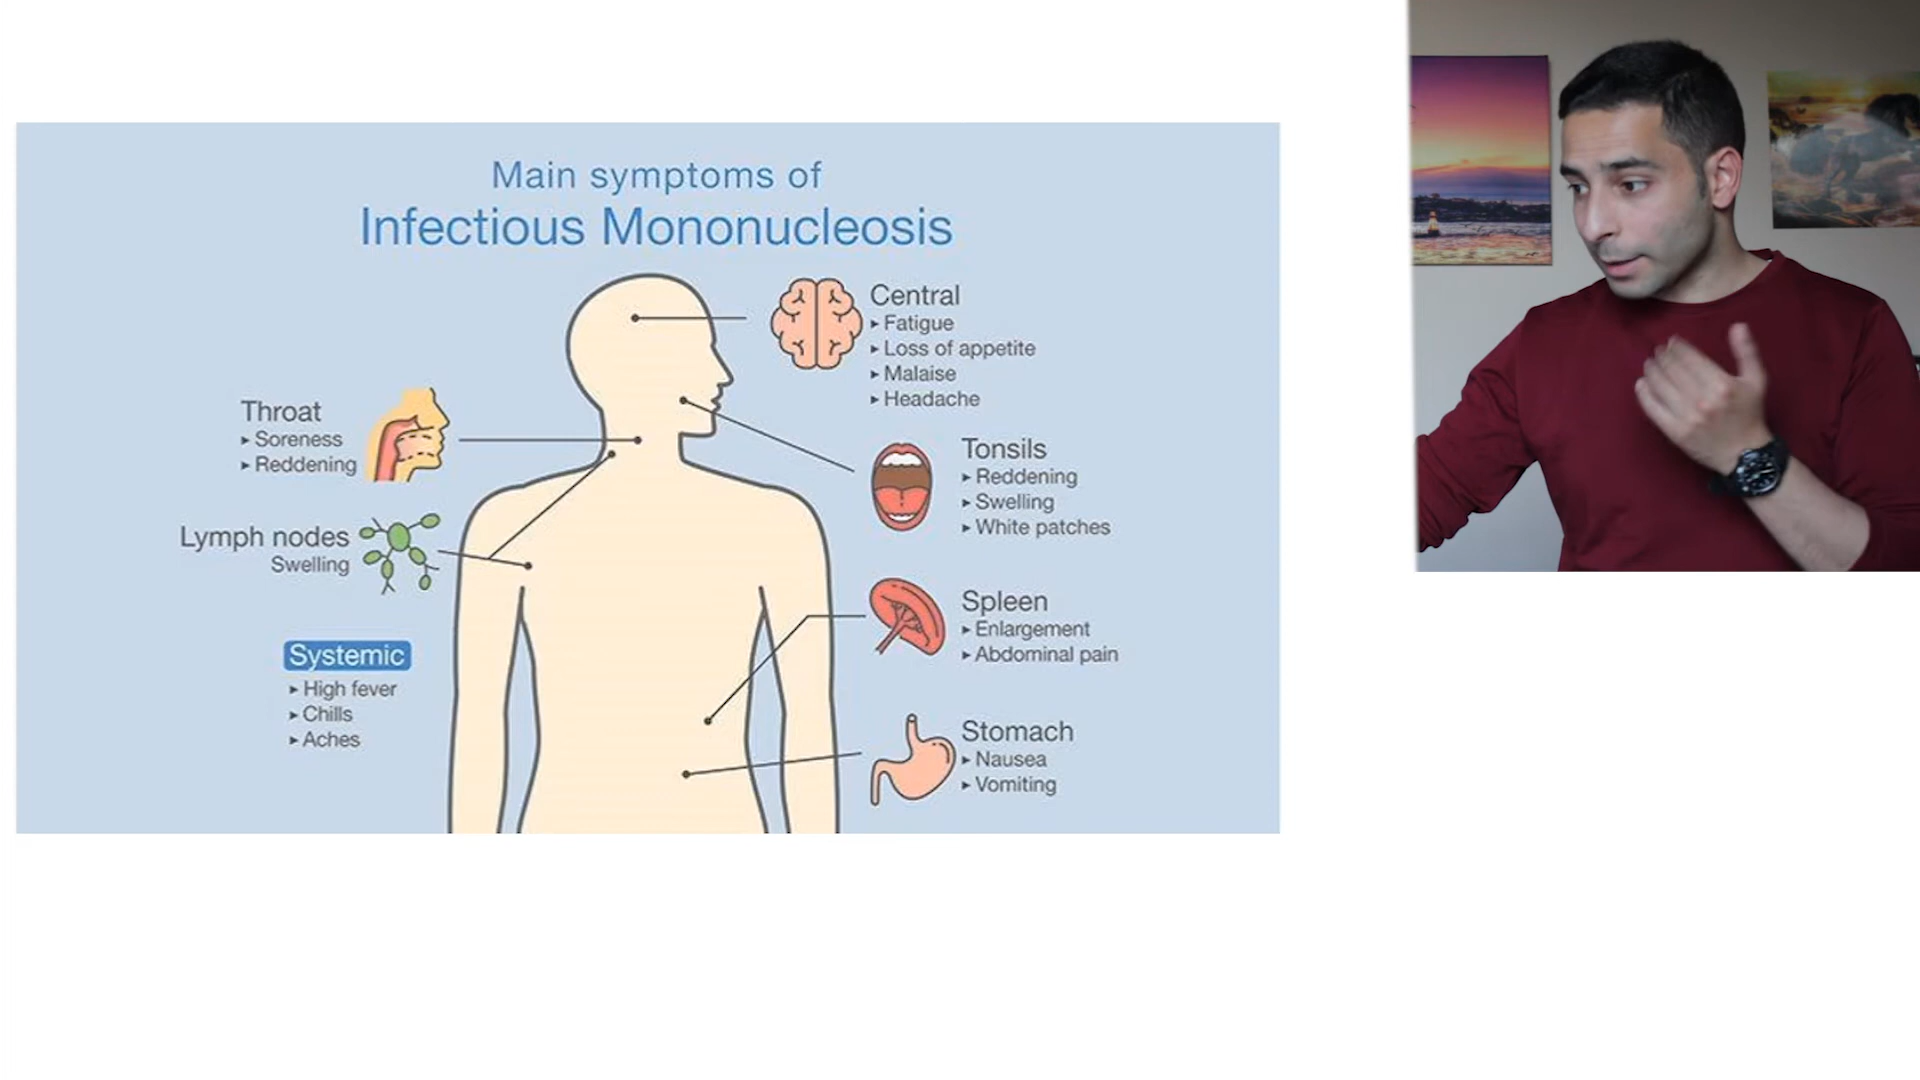 Main symptoms of
Infectious Mononucleosis
Central
▸ Fatigue
▸ Loss of appetite
▸ Malaise
▸ Headache
Throat
▸ Soreness
▸ Reddening
Tonsils
▸ Reddening
▸ Swelling
▸ White patches
Lymph nodes
Swelling
Spleen
▸ Enlargement
▸ Abdominal pain
Systemic
▸ High fever
▸ Chills
▸ Aches
Stomach
▸ Nausea
▸ Vomiting